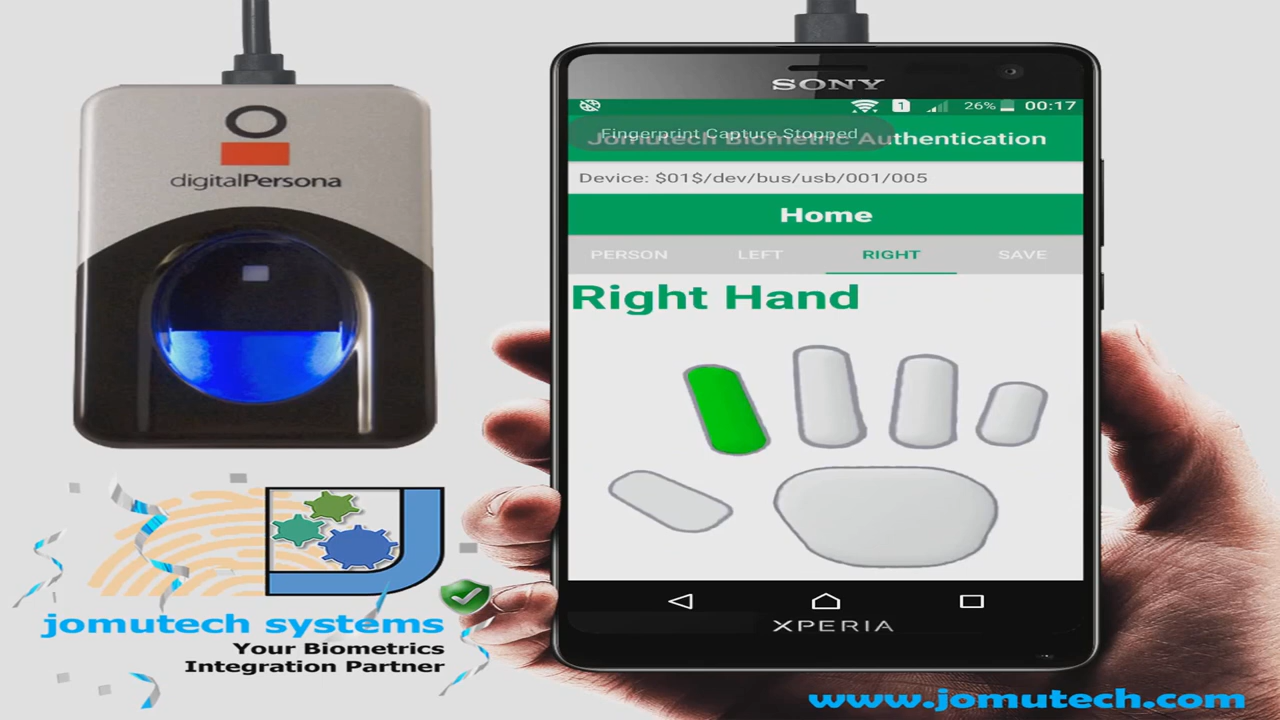 digitalPersona
SONY
1
26%
00:17
Fingerprint Capture Stopped
Jomutech Biometric Authentication
Device: $01$/dev/bus/usb/001/005
Home
PERSON LEFT RIGHT SAVE
Right Hand
XPERIA
jomutech systems
Your Biometrics
Integration Partner
www.jomutech.com